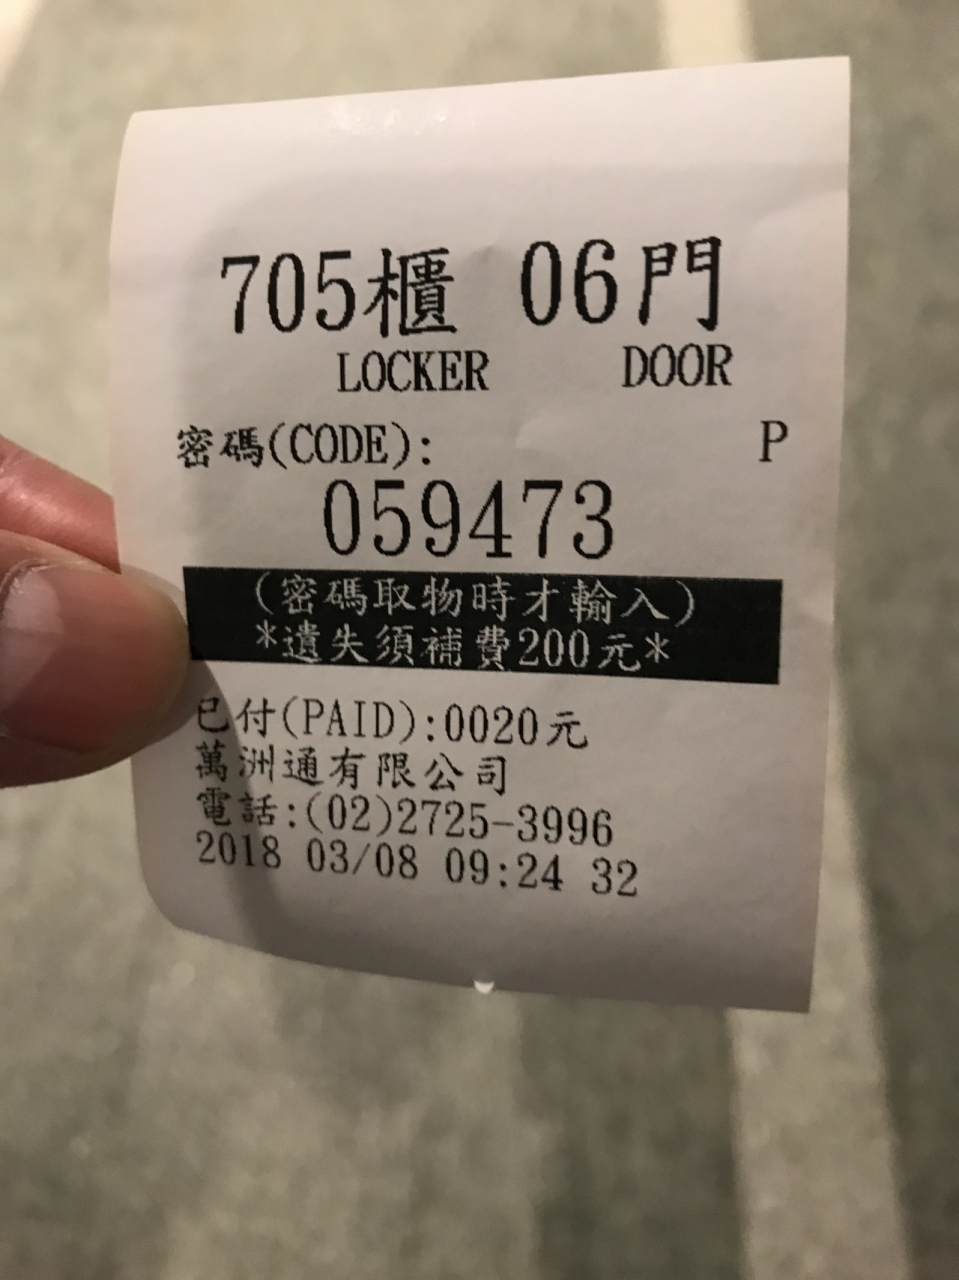 705櫃 06門
LOCKER DOOR
密碼(CODE): P
059473
(密碼取物時才輸入)
*遺失須補費200元*
已付(PAID):0020元
萬洲通有限公司
電話:(02)2725-3996
2018 03/08 09:24 32